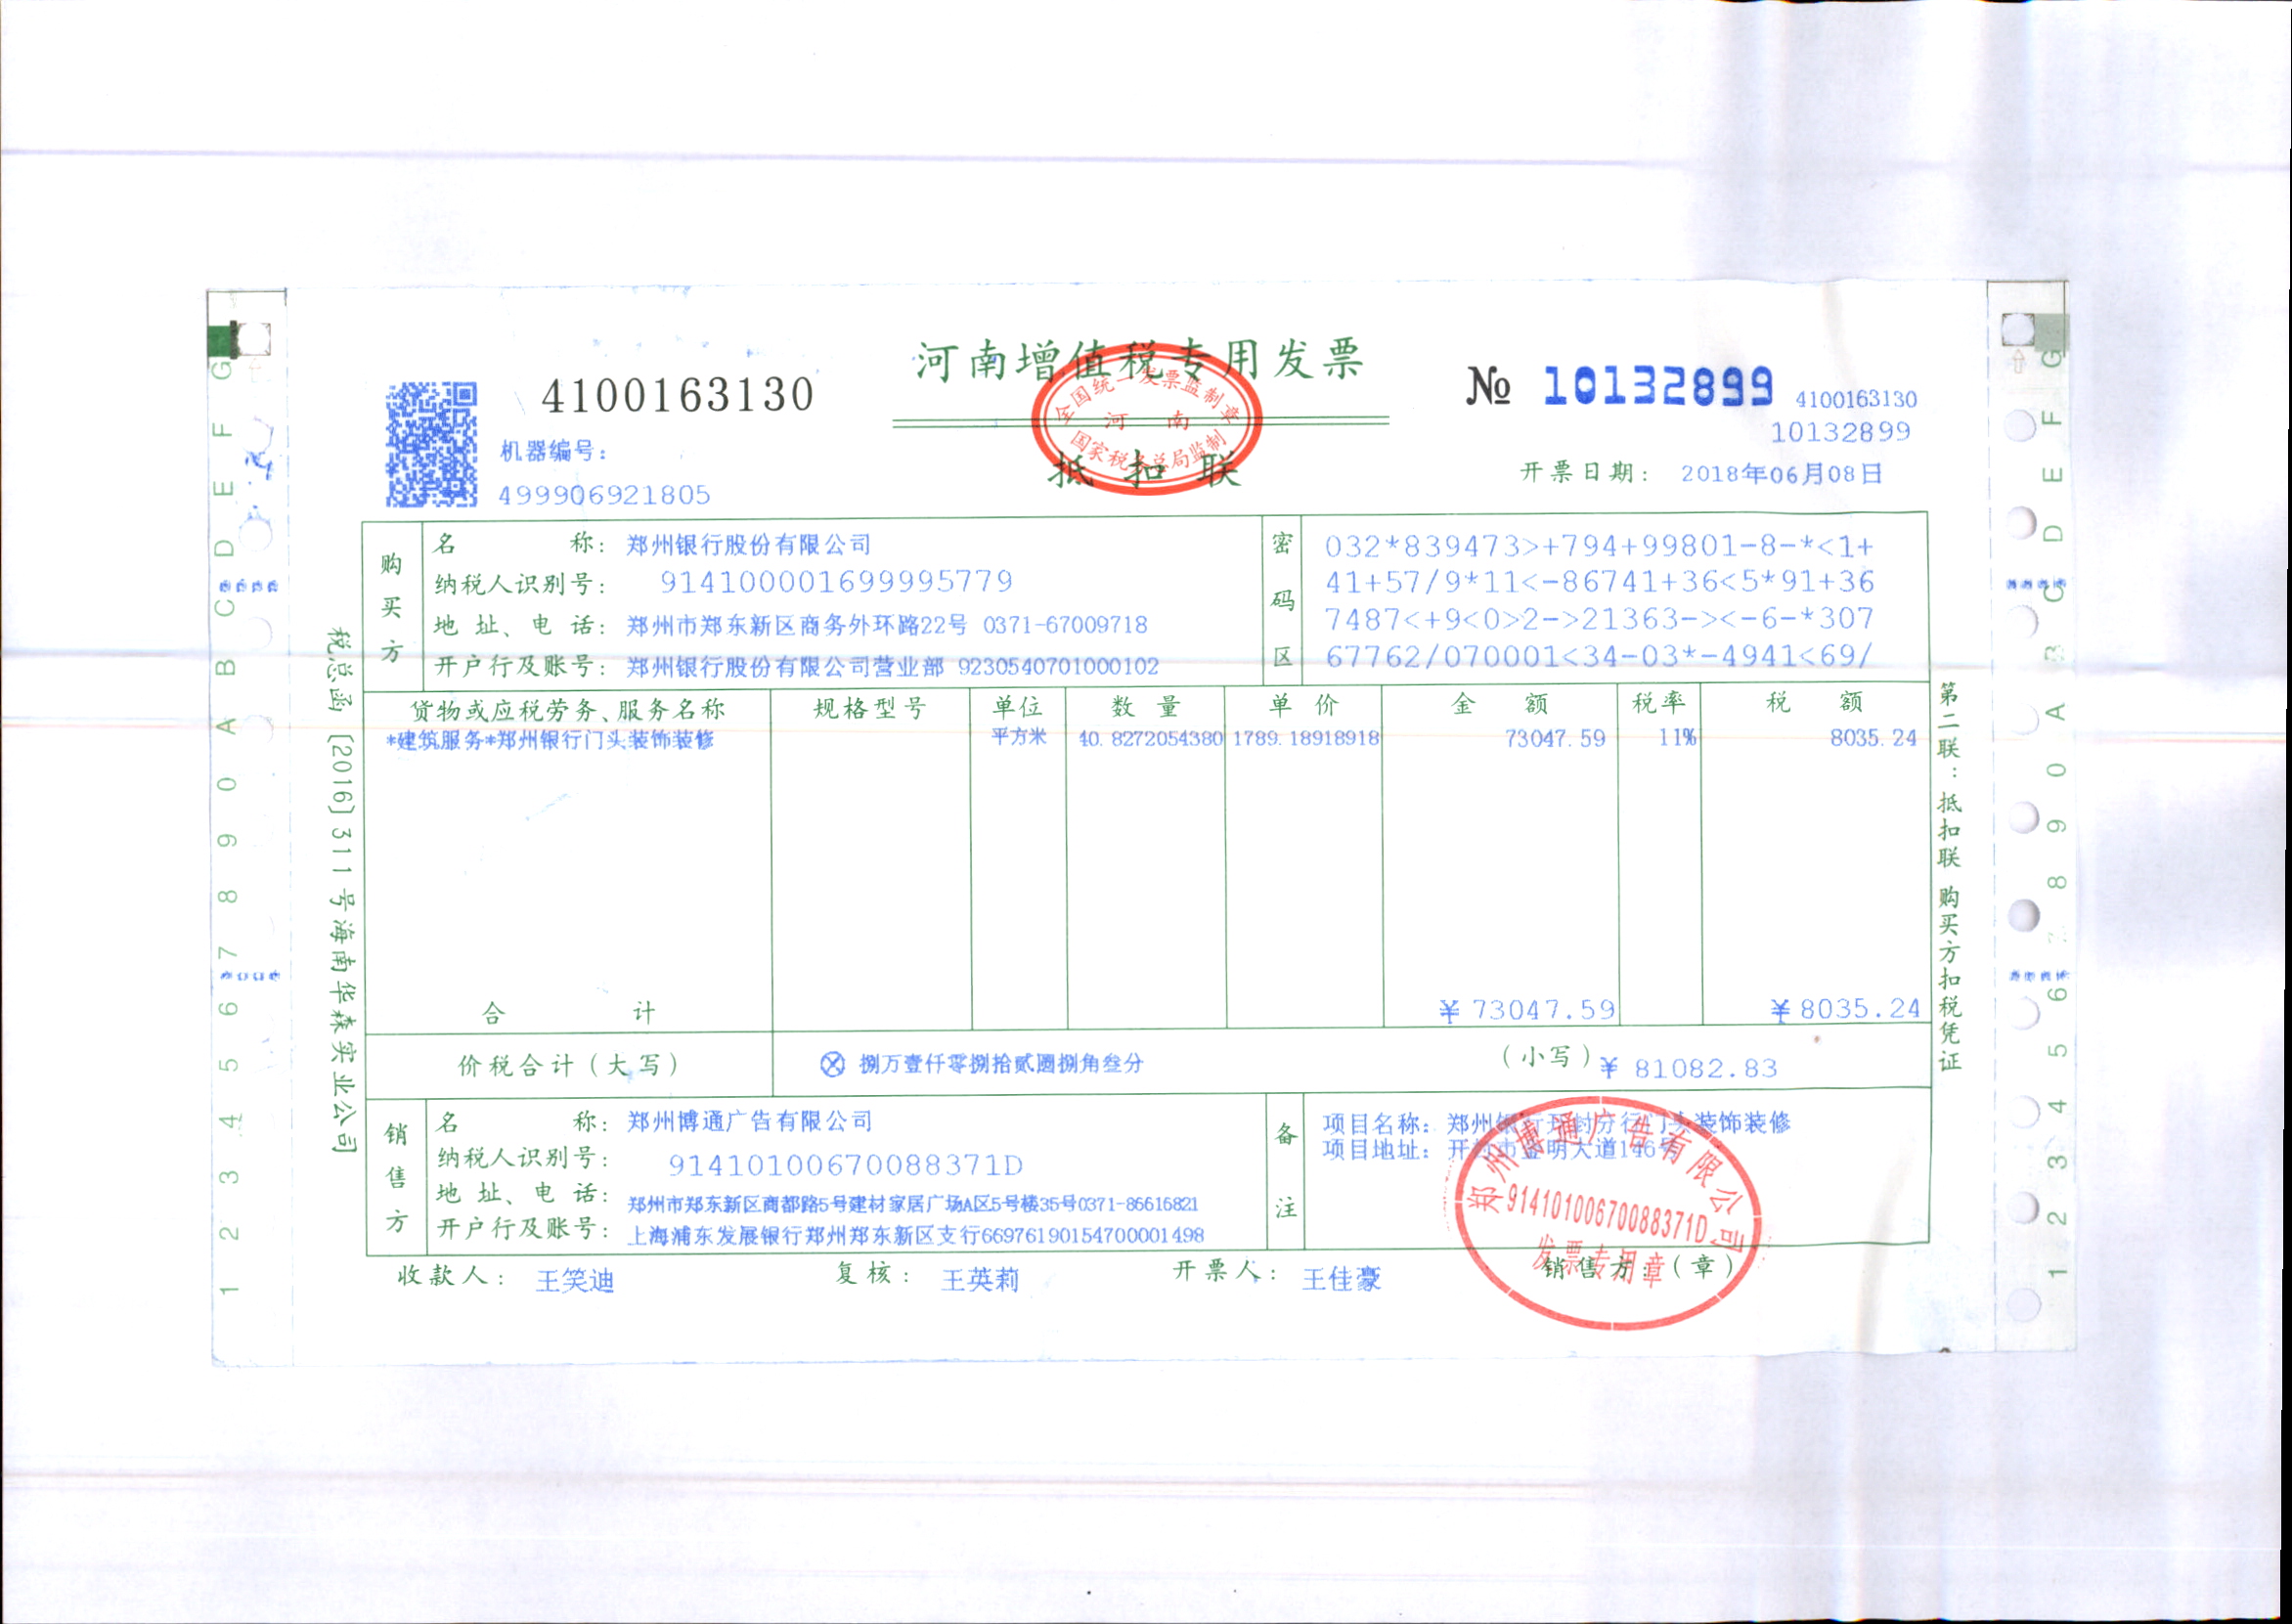 河南增值税专用发票
全国统一发票监制章
河 南
国家税务总局监制
抵扣联
4100163130
机器编号：
499906921805
№ 10132899
4100163130
10132899
开票日期： 2018年06月08日
购买方
名 称： 郑州银行股份有限公司
纳税人识别号： 914100001699995779
地 址、电 话： 郑州市郑东新区商务外环路22号 0371-67009718
开户行及账号： 郑州银行股份有限公司营业部 9230540701000102
密码区
032*839473>+794+99801-8-*<1+
41+57/9*11<-86741+36<5*91+36
7487<+9<0>2->21363-><-6-*307
67762/070001<34-03*-4941<69/
货物或应税劳务、服务名称 规格型号 单位 数 量 单 价 金 额 税率 税 额
*建筑服务*郑州银行门头装饰装修 平方米 40.8272054380 1789.18918918 73047.59 11% 8035.24
合 计 ¥73047.59 ¥8035.24
价税合计（大写） ⊗ 捌万壹仟零捌拾贰圆捌角叁分 （小写）¥ 81082.83
销售方
名 称： 郑州博通广告有限公司
纳税人识别号： 91410100670088371D
地 址、电 话： 郑州市郑东新区商都路5号建材家居广场A区5号楼35号0371-86616821
开户行及账号： 上海浦东发展银行郑州郑东新区支行66976190154700001498
备注
项目名称：郑州银行开封分行门头装饰装修
项目地址：开封市金明大道146号
郑州博通广告有限公司
91410100670088371D
发票专用章
收款人： 王笑迪 复核： 王英莉 开票人： 王佳豪 销售方：（章）
税总函［2016］311号海南华森实业公司
第二联：抵扣联 购买方扣税凭证
1 2 3 4 5 6 7 8 9 0 A B C D E F G
1 2 3 4 5 6 7 8 9 0 A B C D E F G